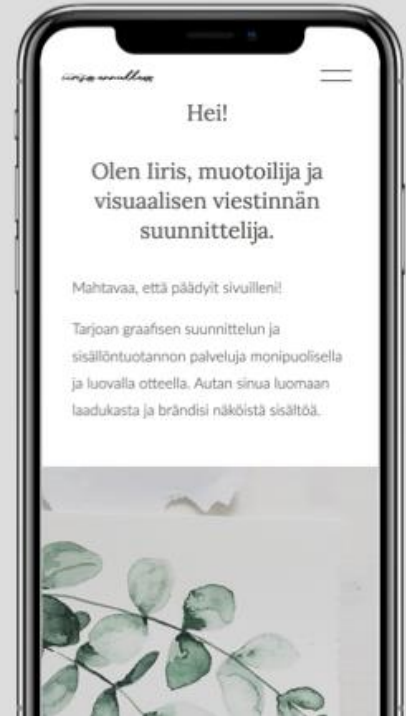 Hei!
Olen Iiris, muotoilija ja
visuaalisen viestinnän
suunnittelija.
Mahtavaa, että päädyit sivuilleni!
Tarjoan graafisen suunnittelun ja
sisällöntuotannon palveluja monipuolisella
ja luovalla otteella. Autan sinua luomaan
laadukasta ja brändisi näköistä sisältöä.